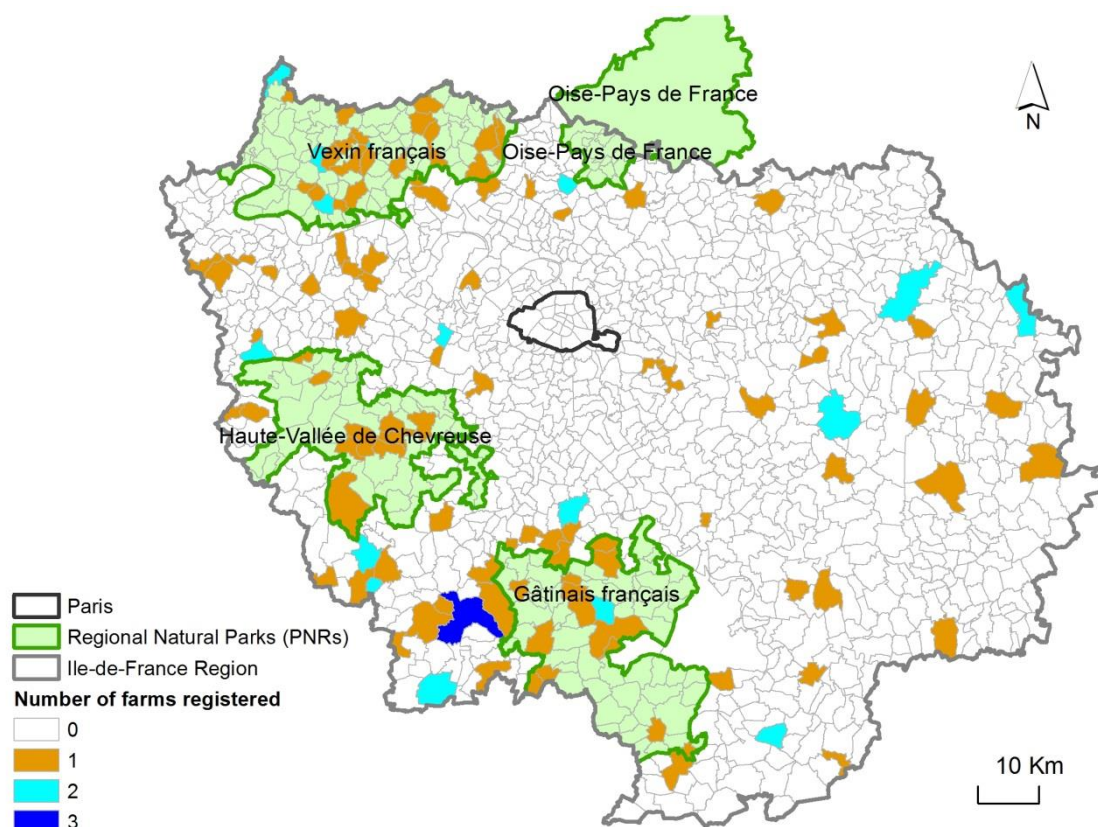 Oise-Pays de France
N
Vexin français
Oise-Pays de France
Haute-Vallée de Chevreuse
Gâtinais français
Paris
Regional Natural Parks (PNRs)
Ile-de-France Region
Number of farms registered
0
1
2
3
10 Km